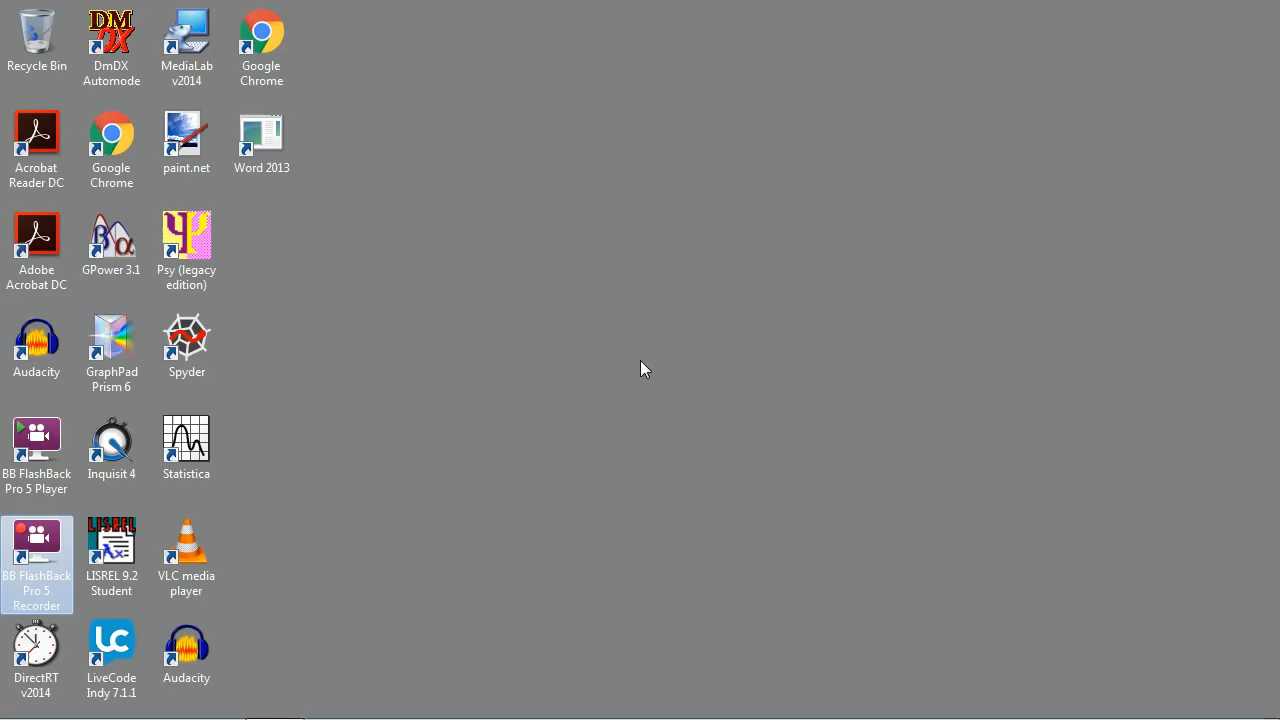 Recycle Bin
DMDX
DmDX
Automode
MediaLab
v2014
Google
Chrome
Acrobat
Reader DC
Google
Chrome
paint.net
Word 2013
Adobe
Acrobat DC
β α
GPower 3.1
Ψ
Psy (legacy
edition)
Audacity
GraphPad
Prism 6
Spyder
BB FlashBack
Pro 5 Player
Inquisit 4
Statistica
BB FlashBack
Pro 5
Recorder
LISREL
LISREL 9.2
Student
VLC media
player
DirectRT
v2014
LC
LiveCode
Indy 7.1.1
Audacity